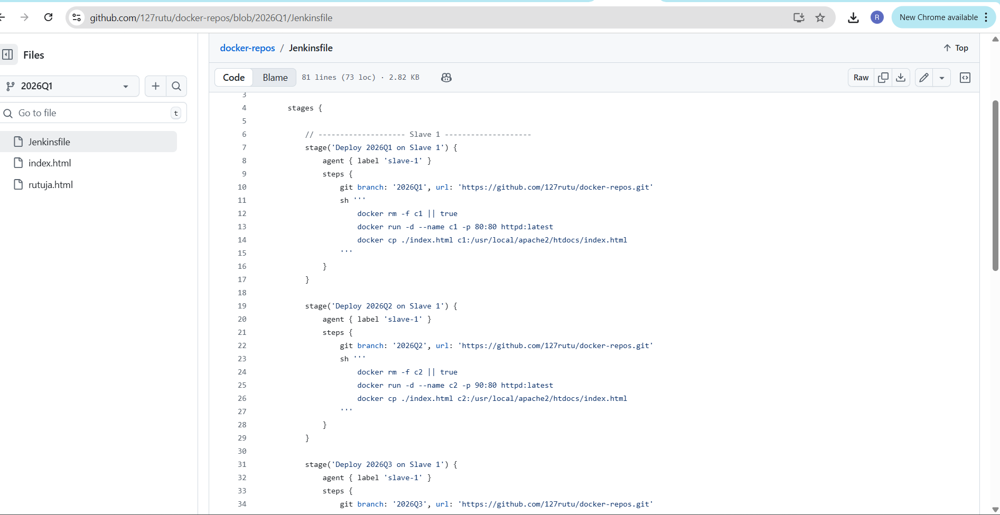 github.com/127rutu/docker-repos/blob/2026Q1/Jenkinsfile
R
New Chrome available
Files
2026Q1
Go to file
t
Jenkinsfile
index.html
rutuja.html
docker-repos / Jenkinsfile
Top
Code
Blame
81 lines (73 loc) · 2.82 KB
Raw
3
4 stages {
5
6 // -------------------- Slave 1 --------------------
7 stage('Deploy 2026Q1 on Slave 1') {
8 agent { label 'slave-1' }
9 steps {
10 git branch: '2026Q1', url: 'https://github.com/127rutu/docker-repos.git'
11 sh '''
12 docker rm -f c1 || true
13 docker run -d --name c1 -p 80:80 httpd:latest
14 docker cp ./index.html c1:/usr/local/apache2/htdocs/index.html
15 '''
16 }
17 }
18
19 stage('Deploy 2026Q2 on Slave 1') {
20 agent { label 'slave-1' }
21 steps {
22 git branch: '2026Q2', url: 'https://github.com/127rutu/docker-repos.git'
23 sh '''
24 docker rm -f c2 || true
25 docker run -d --name c2 -p 90:80 httpd:latest
26 docker cp ./index.html c2:/usr/local/apache2/htdocs/index.html
27 '''
28 }
29 }
30
31 stage('Deploy 2026Q3 on Slave 1') {
32 agent { label 'slave-1' }
33 steps {
34 git branch: '2026Q3', url: 'https://github.com/127rutu/docker-repos.git'